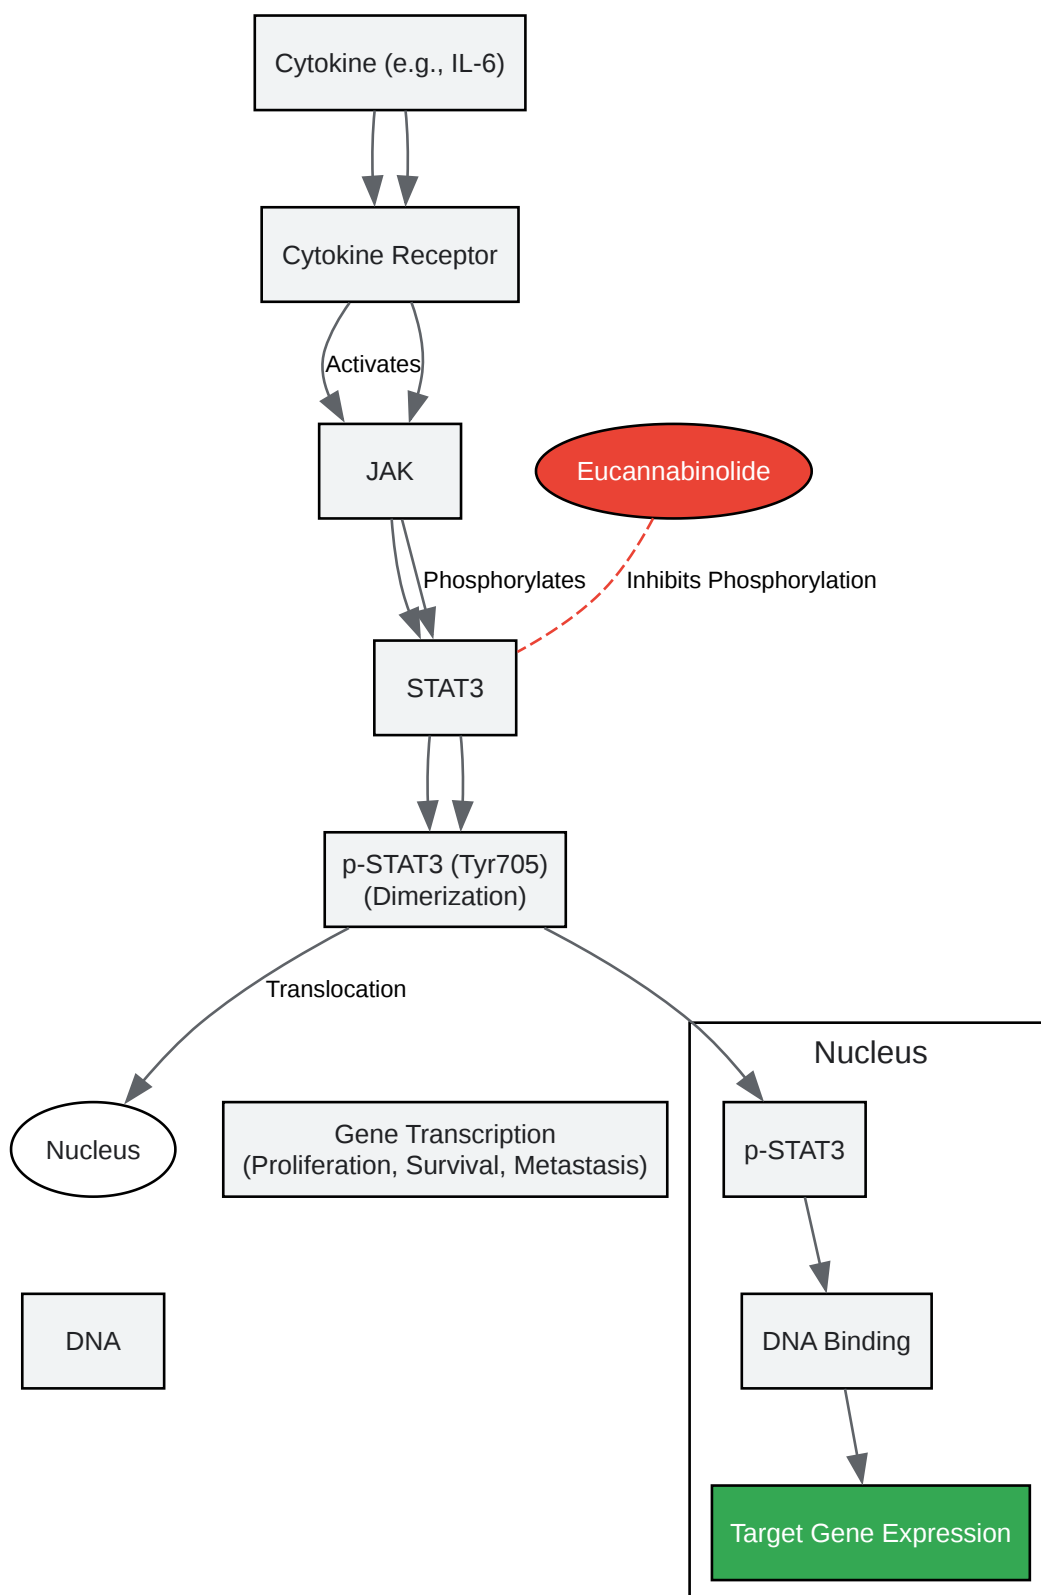 Cytokine (e.g., IL-6)
Cytokine Receptor
Activates
JAK
Eucannabinolide
Phosphorylates
Inhibits Phosphorylation
STAT3
p-STAT3 (Tyr705)
(Dimerization)
Translocation
Nucleus
Nucleus
Gene Transcription
(Proliferation, Survival, Metastasis)
p-STAT3
DNA
DNA Binding
Target Gene Expression